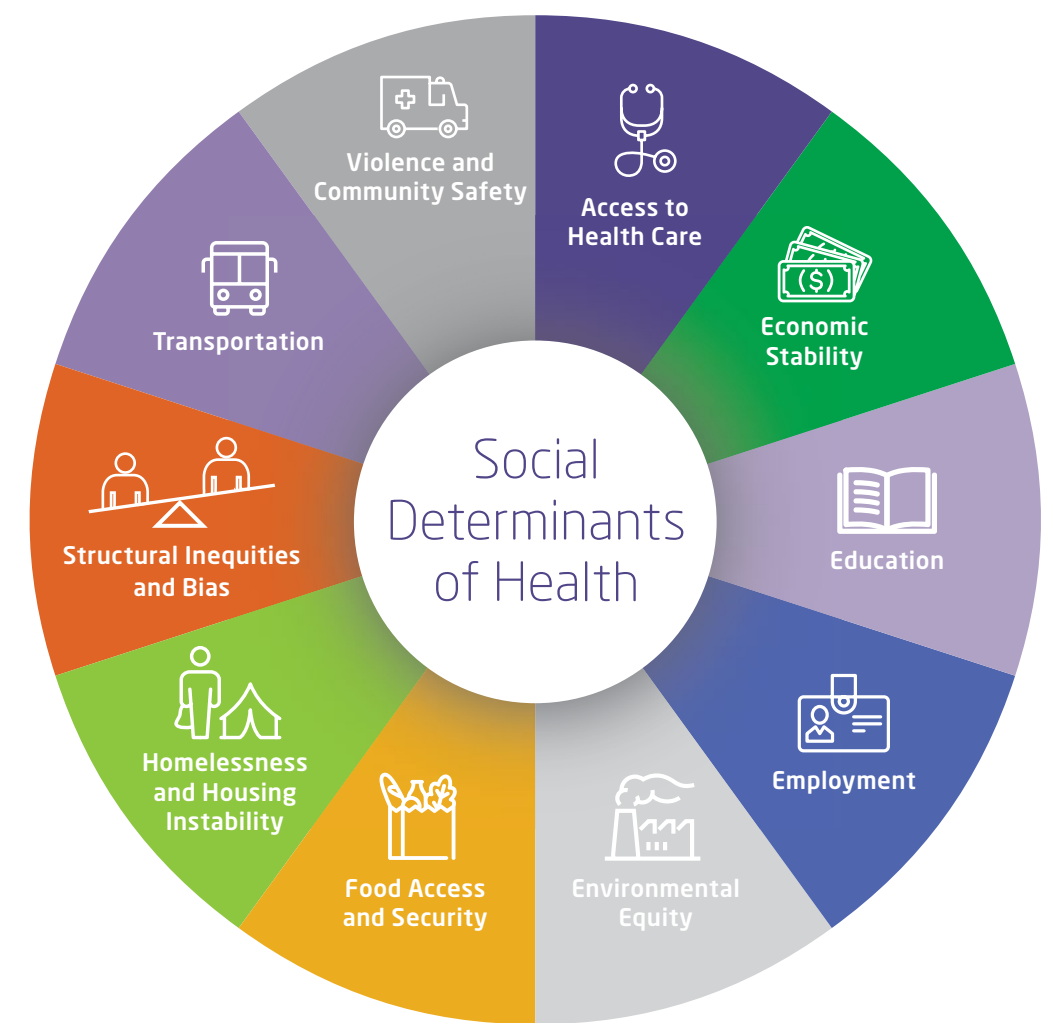 Social
Determinants
of Health
Access to
Health Care
Economic
Stability
Education
Employment
Environmental
Equity
Food Access
and Security
Homelessness
and Housing
Instability
Structural Inequities
and Bias
Transportation
Violence and
Community Safety
($)